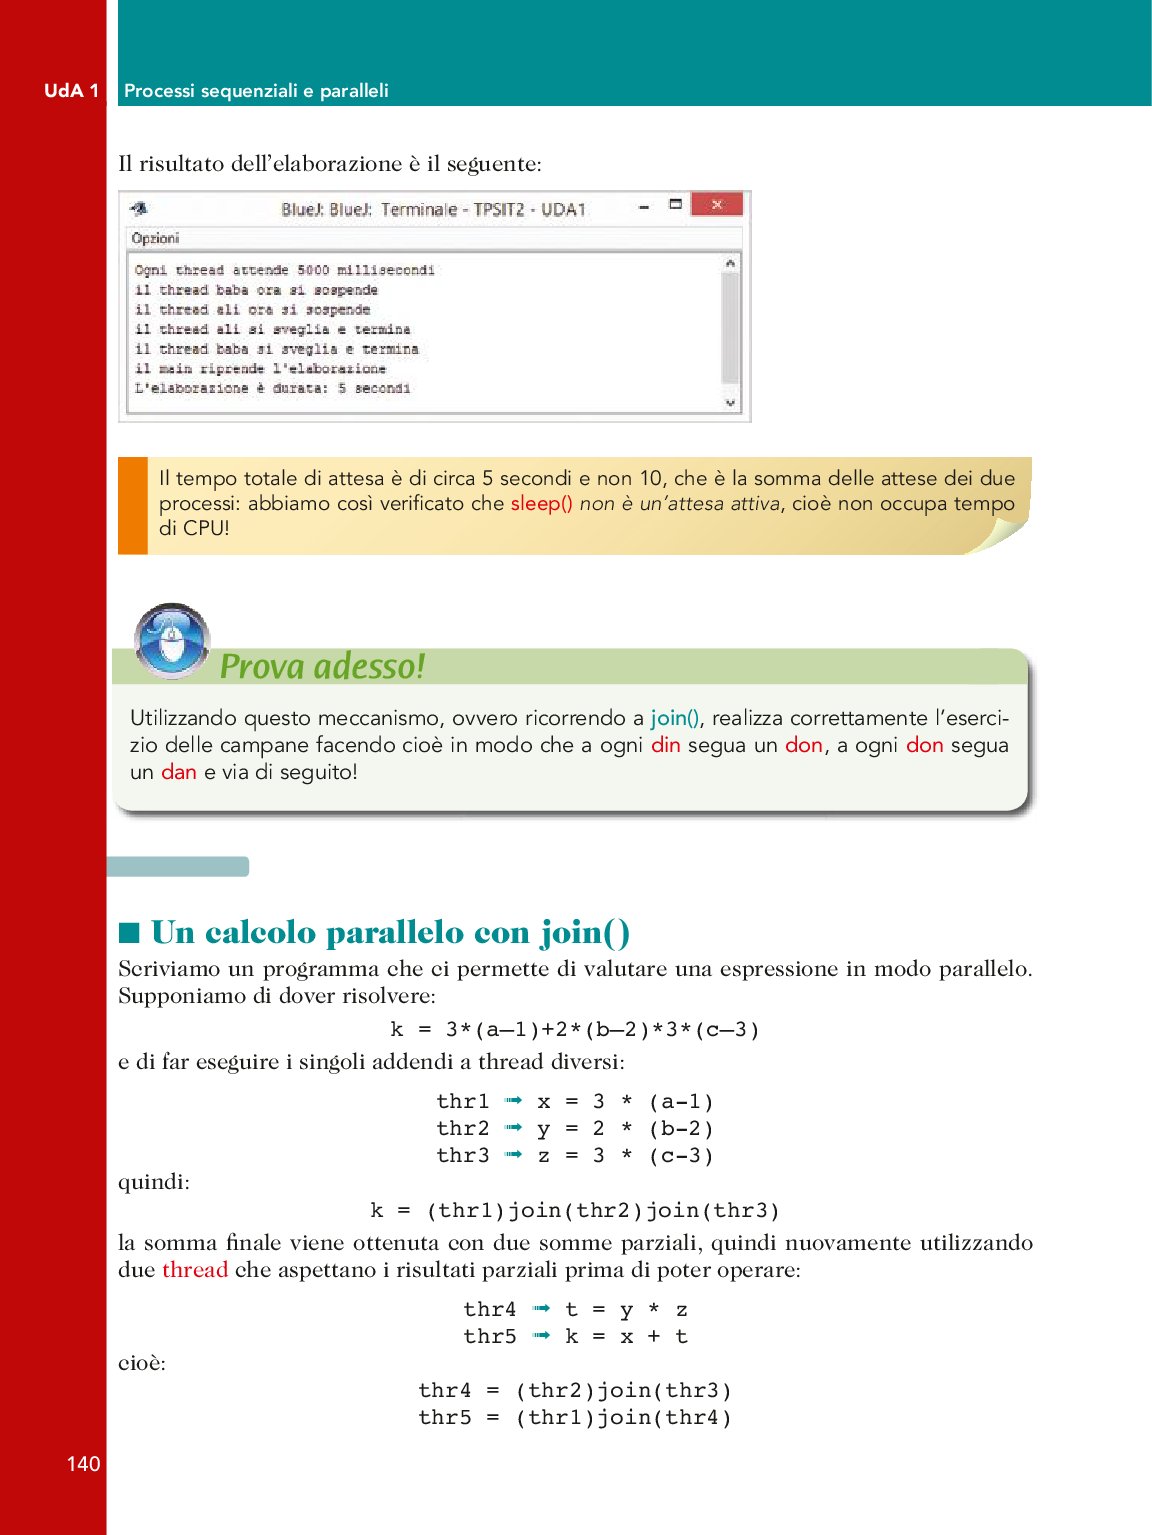 UdA 1 Processi sequenziali e paralleli
Il risultato dell'elaborazione è il seguente:
BlueJ: BlueJ: Terminale - TPSIT2 - UDA1
Opzioni
Ogni thread attende 5000 millisecondi
il thread baba ora si sospende
il thread ali ora si sospende
il thread ali si sveglia e termina
il thread baba si sveglia e termina
il main riprende l'elaborazione
L'elaborazione è durata: 5 secondi
Il tempo totale di attesa è di circa 5 secondi e non 10, che è la somma delle attese dei due
processi: abbiamo così verificato che sleep() non è un'attesa attiva, cioè non occupa tempo
di CPU!
Prova adesso!
Utilizzando questo meccanismo, ovvero ricorrendo a join(), realizza correttamente l'eserci-
zio delle campane facendo cioè in modo che a ogni din segua un don, a ogni don segua
un dan e via di seguito!
■ Un calcolo parallelo con join()
Scriviamo un programma che ci permette di valutare una espressione in modo parallelo.
Supponiamo di dover risolvere:
k = 3*(a–1)+2*(b–2)*3*(c–3)
e di far eseguire i singoli addendi a thread diversi:
thr1 ➟ x = 3 * (a-1)
thr2 ➟ y = 2 * (b-2)
thr3 ➟ z = 3 * (c-3)
quindi:
k = (thr1)join(thr2)join(thr3)
la somma finale viene ottenuta con due somme parziali, quindi nuovamente utilizzando
due thread che aspettano i risultati parziali prima di poter operare:
thr4 ➟ t = y * z
thr5 ➟ k = x + t
cioè:
thr4 = (thr2)join(thr3)
thr5 = (thr1)join(thr4)
140